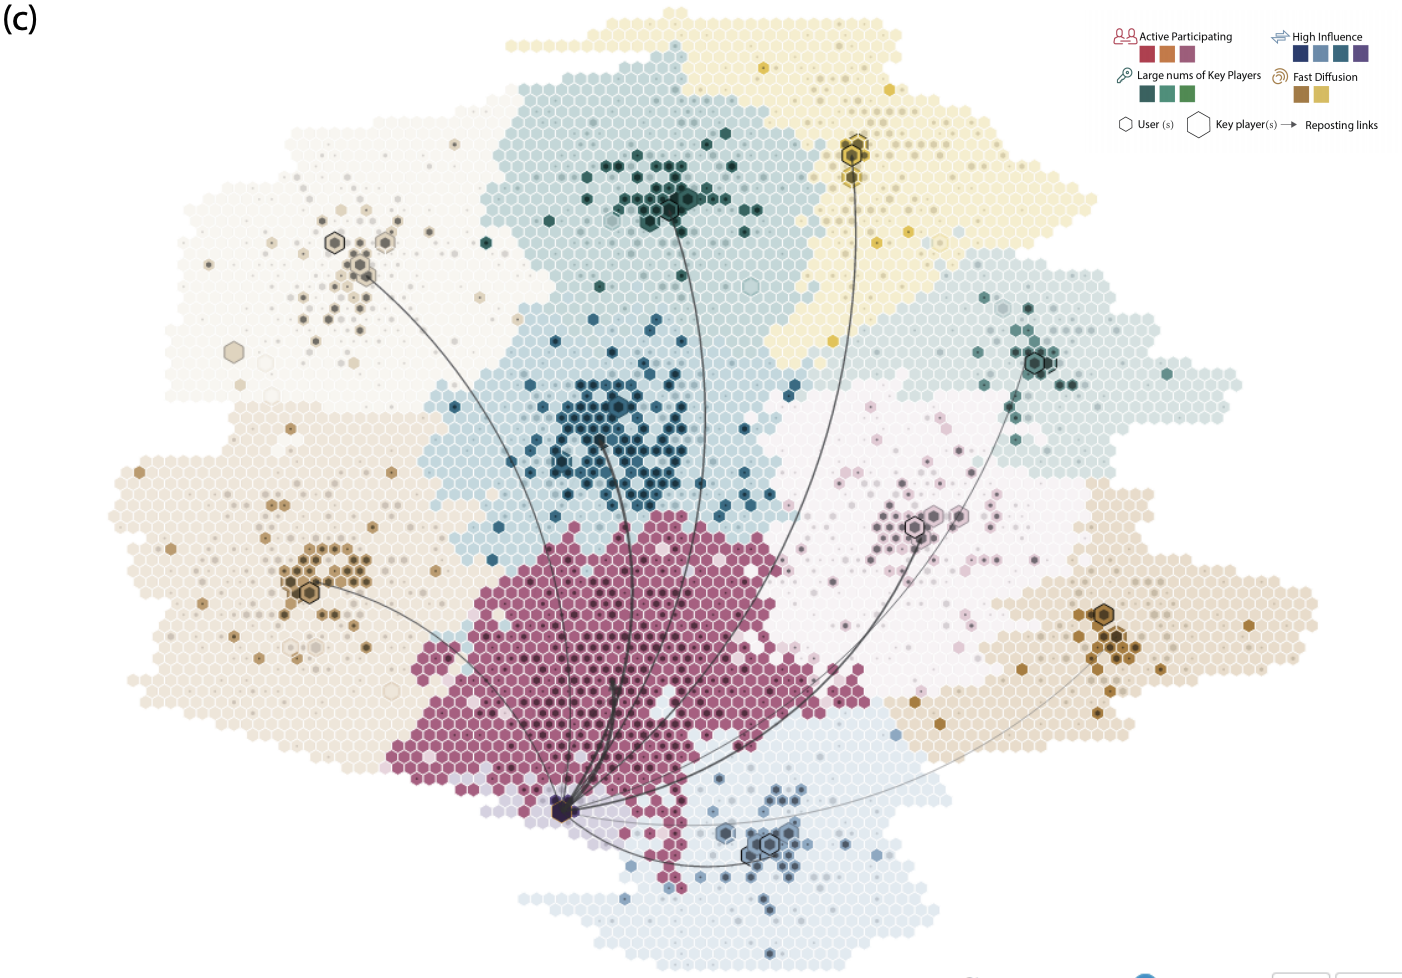 (c)
Active Participating
High Influence
Large nums of Key Players
Fast Diffusion
User (s)
Key player(s)
Reposting links